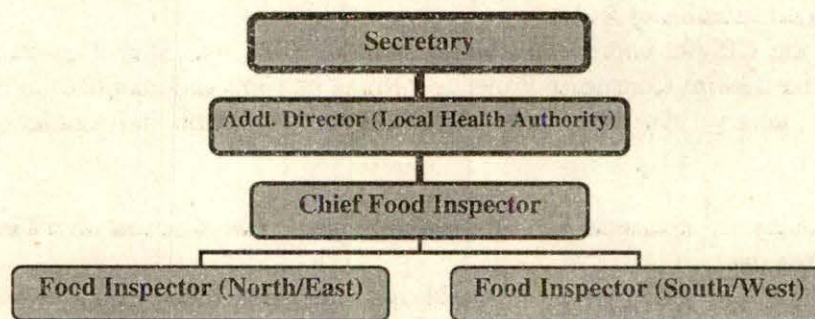 Secretary
Addl. Director (Local Health Authority)
Chief Food Inspector
Food Inspector (North/East)
Food Inspector (South/West)